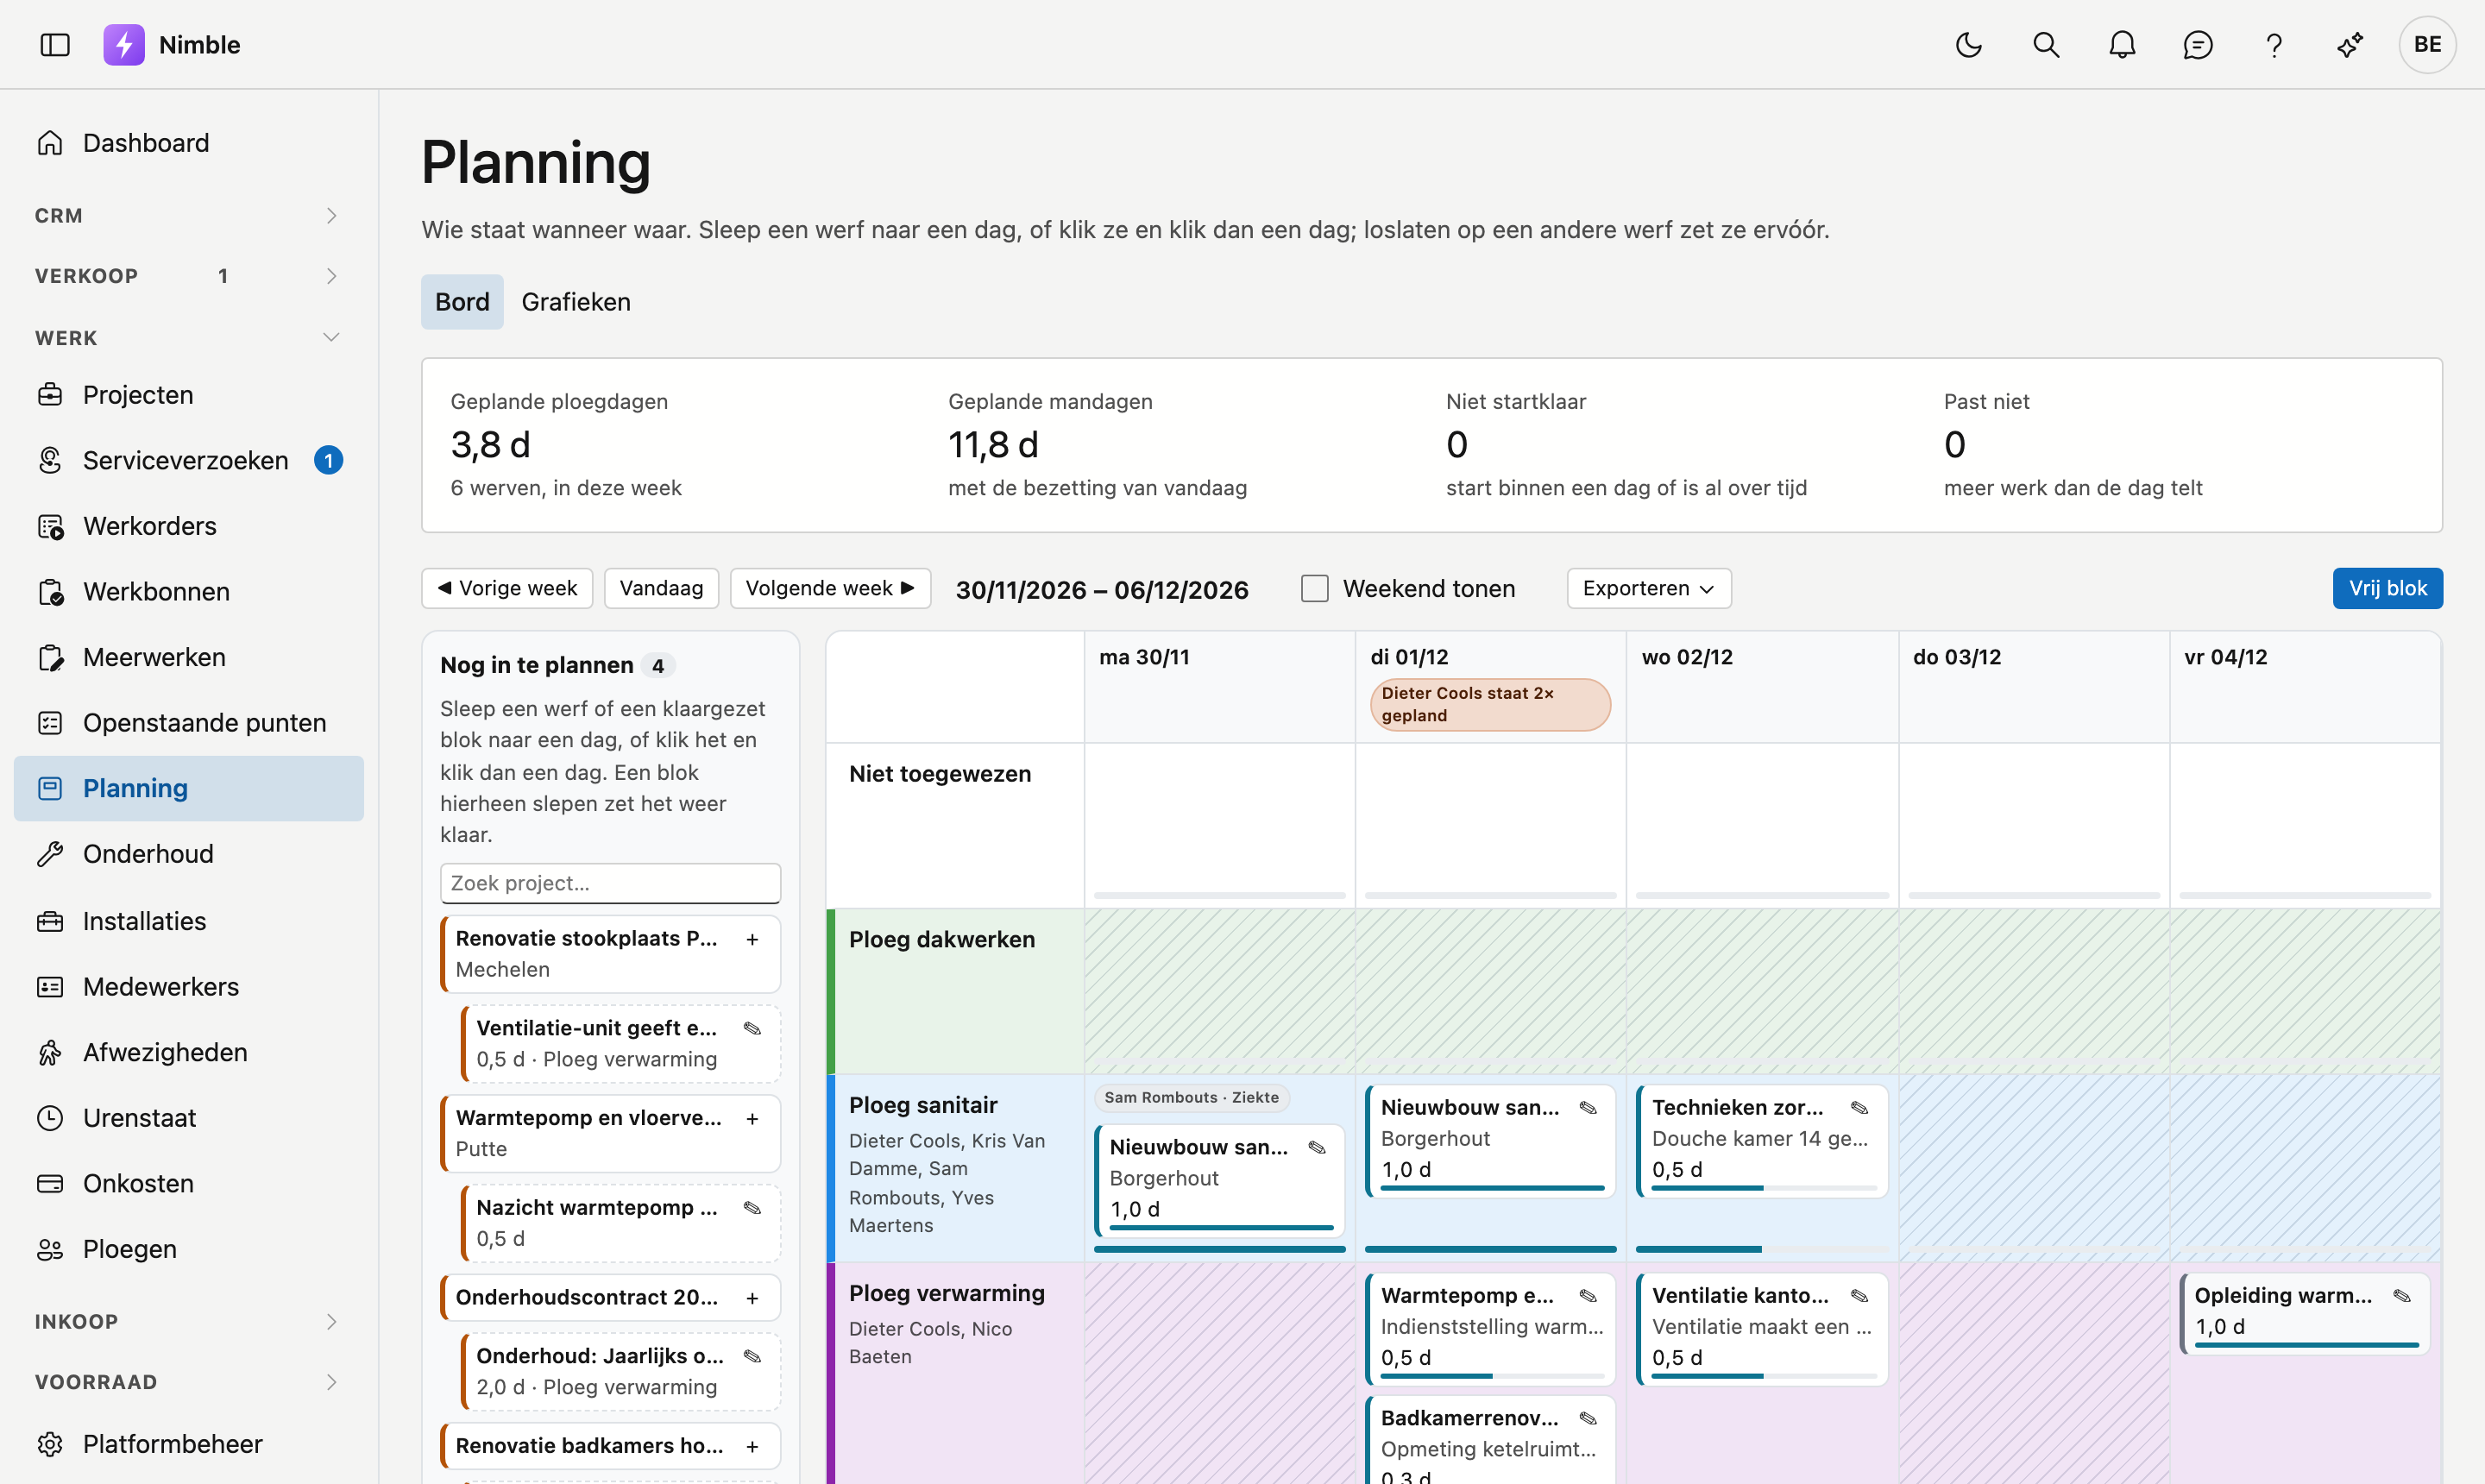 Nimble
BE
Dashboard
CRM
VERKOOP 1
WERK
Projecten
Serviceverzoeken 1
Werkorders
Werkbonnen
Meerwerken
Openstaande punten
Planning
Onderhoud
Installaties
Medewerkers
Afwezigheden
Urenstaat
Onkosten
Ploegen
INKOOP
VOORRAAD
Platformbeheer
Planning
Wie staat wanneer waar. Sleep een werf naar een dag, of klik ze en klik dan een dag; loslaten op een andere werf zet ze ervóór.
Bord Grafieken
Geplande ploegdagen
3,8 d
6 werven, in deze week
Geplande mandagen
11,8 d
met de bezetting van vandaag
Niet startklaar
0
start binnen een dag of is al over tijd
Past niet
0
meer werk dan de dag telt
Vorige week Vandaag Volgende week 30/11/2026 – 06/12/2026 Weekend tonen Exporteren Vrij blok
Nog in te plannen 4
Sleep een werf of een klaargezet
blok naar een dag, of klik het en
klik dan een dag. Een blok
hierheen slepen zet het weer
klaar.
Zoek project...
Renovatie stookplaats P... +
Mechelen
Ventilatie-unit geeft e...
0,5 d · Ploeg verwarming
Warmtepomp en vloerve... +
Putte
Nazicht warmtepomp ...
0,5 d
Onderhoudscontract 20... +
Onderhoud: Jaarlijks o...
2,0 d · Ploeg verwarming
Renovatie badkamers ho... +
ma 30/11
di 01/12
Dieter Cools staat 2×
gepland
wo 02/12
do 03/12
vr 04/12
Niet toegewezen
Ploeg dakwerken
Ploeg sanitair
Dieter Cools, Kris Van
Damme, Sam
Rombouts, Yves
Maertens
Sam Rombouts · Ziekte
Nieuwbouw san...
Borgerhout
1,0 d
Nieuwbouw san...
Borgerhout
1,0 d
Technieken zor...
Douche kamer 14 ge...
0,5 d
Ploeg verwarming
Dieter Cools, Nico
Baeten
Warmtepomp e...
Indienststelling warm...
0,5 d
Badkamerrenov...
Opmeting ketelruimt...
0,3 d
Ventilatie kanto...
Ventilatie maakt een ...
0,5 d
Opleiding warm...
1,0 d